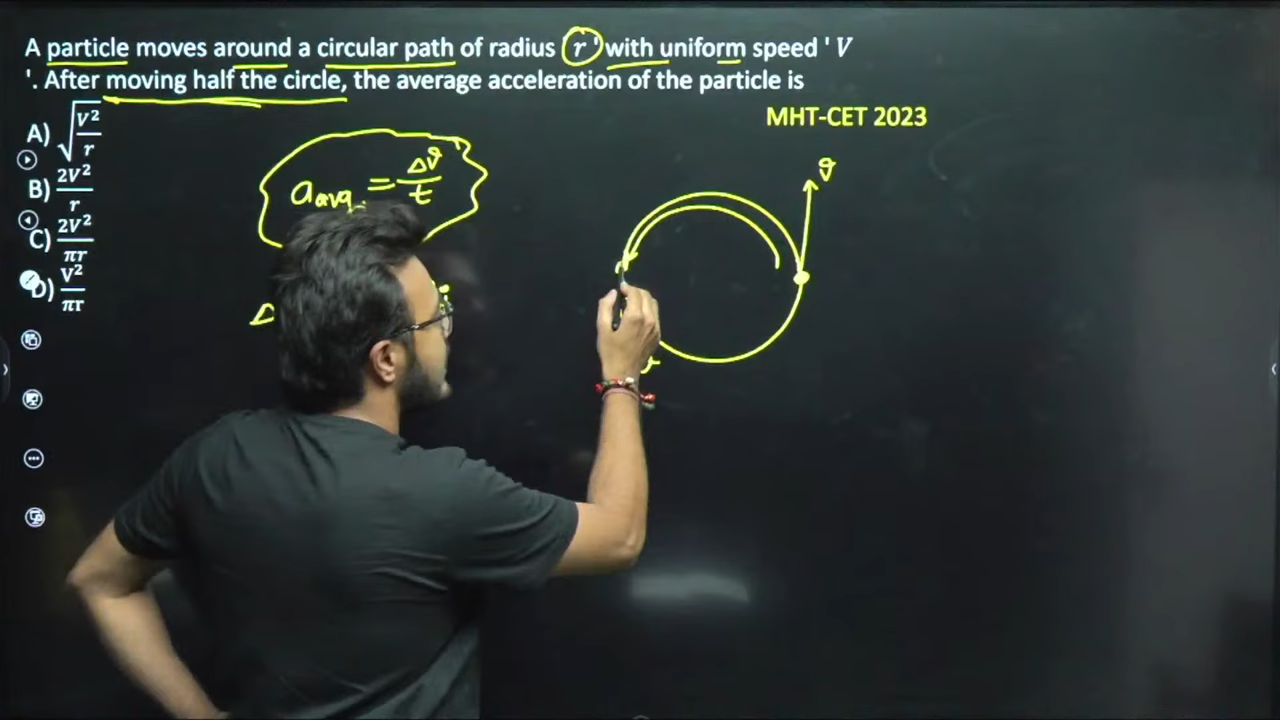 A particle moves around a circular path of radius ' r ' with uniform speed ' V
'. After moving half the circle, the average acceleration of the particle is
MHT-CET 2023
A) √(V²/r)
B) 2V²/r
C) 2V²/πr
D) V²/πr
a avg. = Δv/t
v
Δ